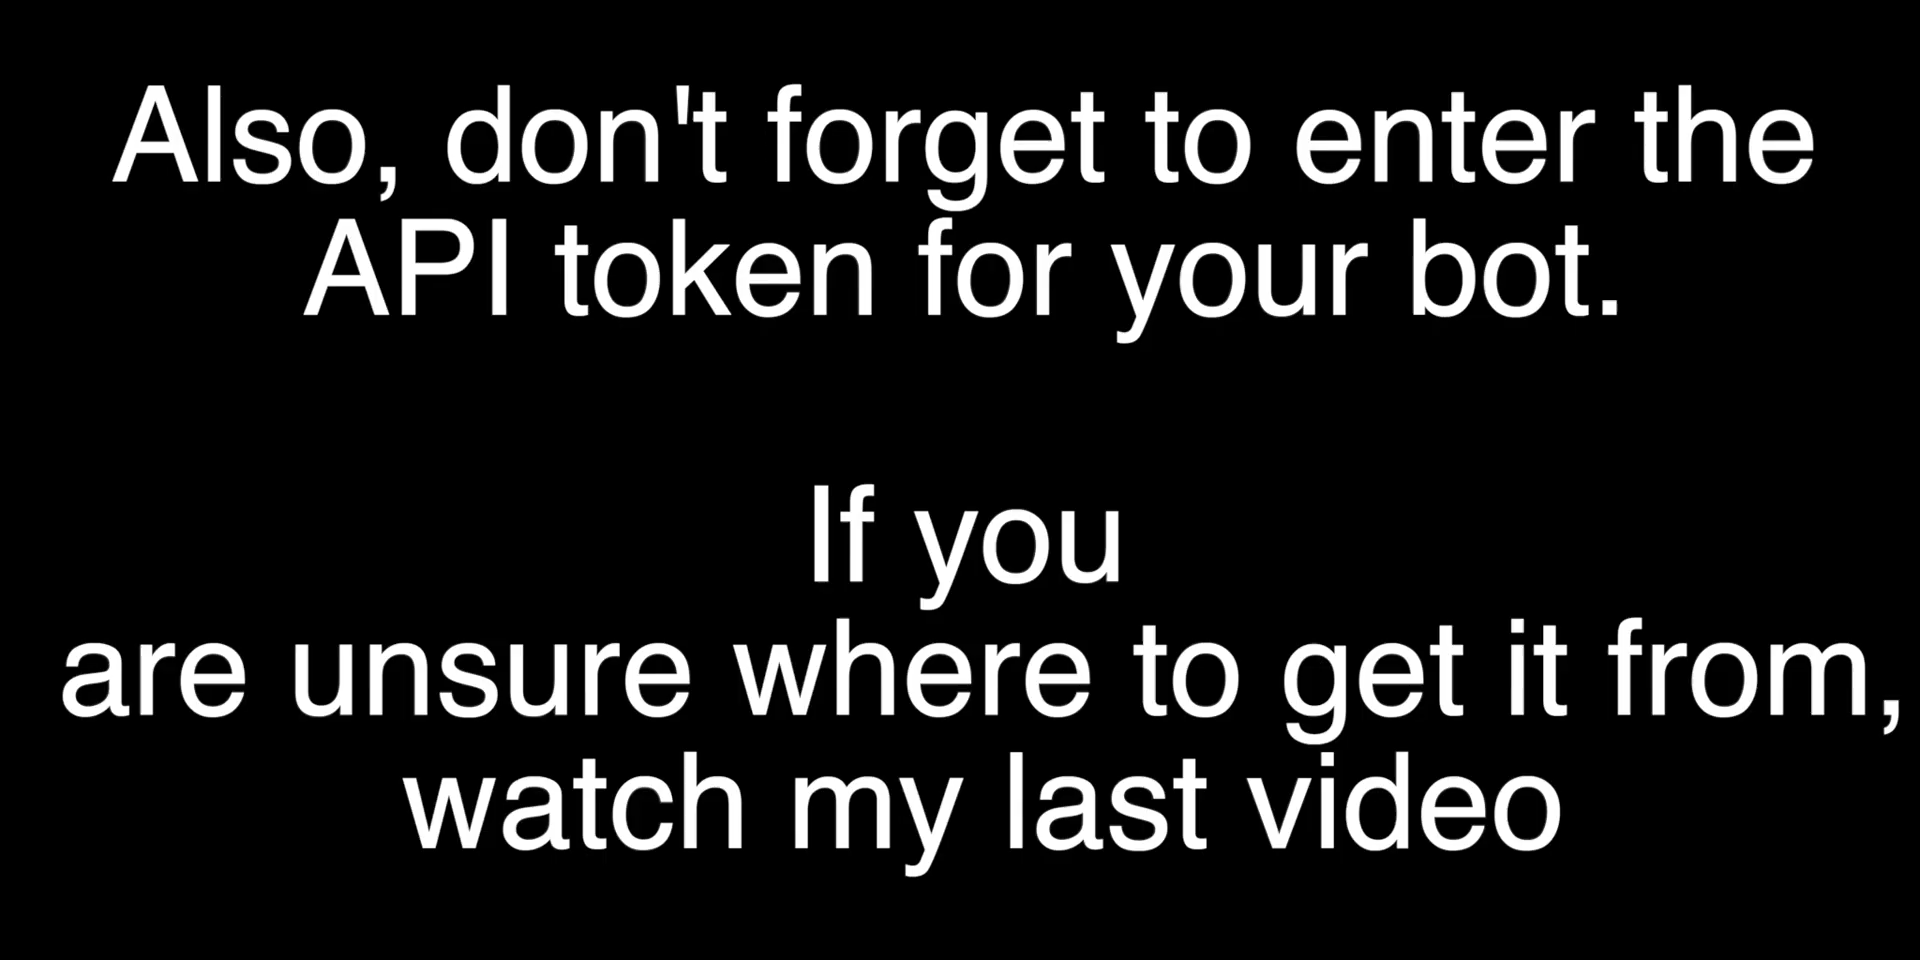 Also, don't forget to enter the
API token for your bot.
If you
are unsure where to get it from,
watch my last video